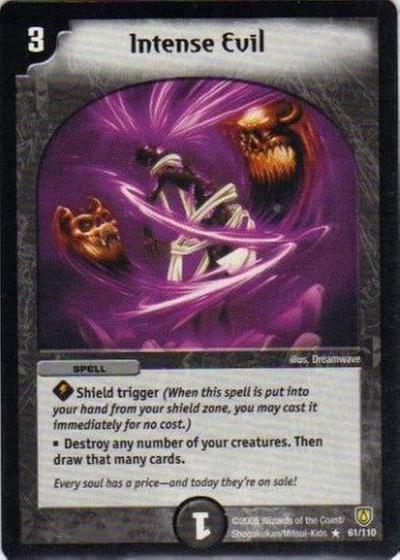 3
Intense Evil
illus. Dreamwave
SPELL
Shield trigger (When this spell is put into
your hand from your shield zone, you may cast it
immediately for no cost.)
▪ Destroy any number of your creatures. Then
draw that many cards.
Every soul has a price—and today they're on sale!
1
©2005 Wizards of the Coast/
Shogakukan/Mitsui-Kids ★ 61/110